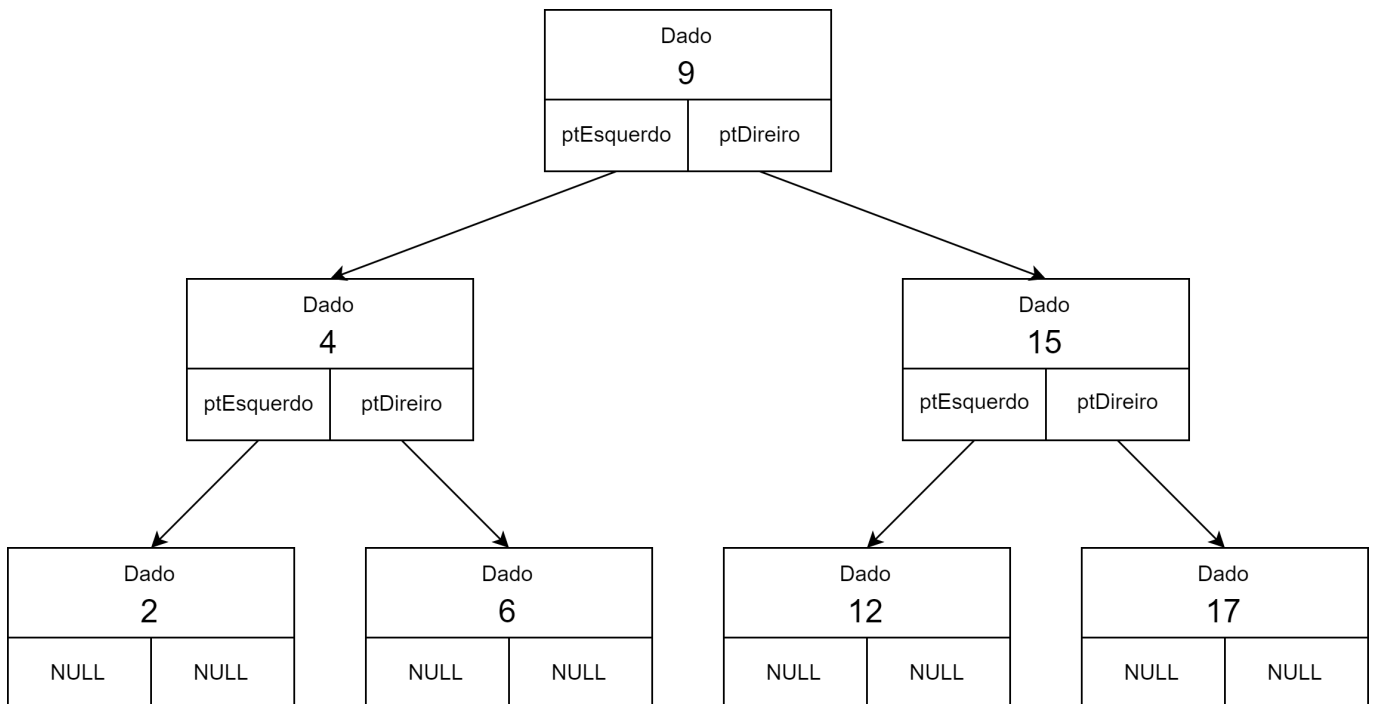 Dado
9
ptEsquerdo ptDireiro
Dado
4
ptEsquerdo ptDireiro
Dado
15
ptEsquerdo ptDireiro
Dado
2
NULL NULL
Dado
6
NULL NULL
Dado
12
NULL NULL
Dado
17
NULL NULL